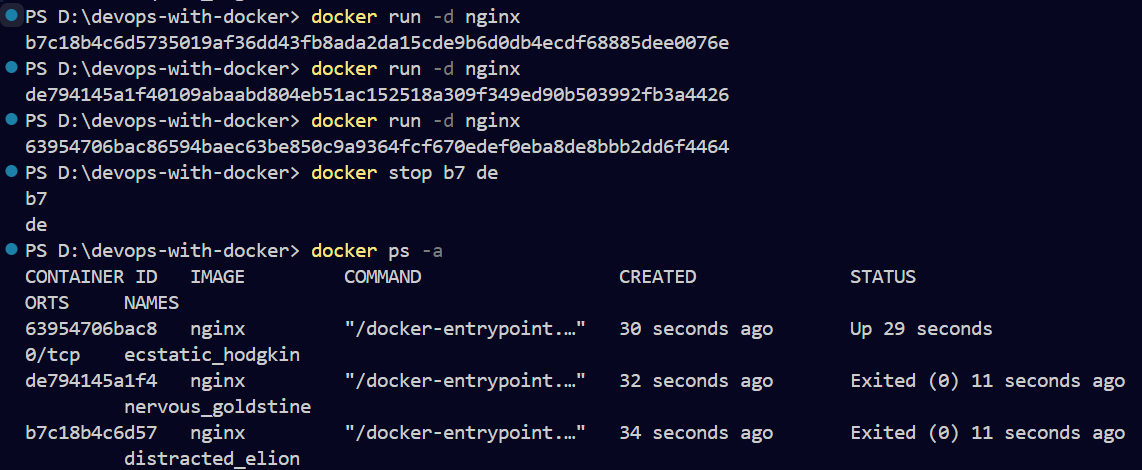 PS D:\devops-with-docker> docker run -d nginx
b7c18b4c6d5735019af36dd43fb8ada2da15cde9b6d0db4ecdf68885dee0076e
PS D:\devops-with-docker> docker run -d nginx
de794145a1f40109abaabd804eb51ac152518a309f349ed90b503992fb3a4426
PS D:\devops-with-docker> docker run -d nginx
63954706bac86594baec63be850c9a9364fcf670edef0eba8de8bbb2dd6f4464
PS D:\devops-with-docker> docker stop b7 de
b7
de
PS D:\devops-with-docker> docker ps -a
CONTAINER ID   IMAGE         COMMAND                  CREATED              STATUS
ORTS     NAMES
63954706bac8   nginx         "/docker-entrypoint.…"   30 seconds ago       Up 29 seconds
0/tcp    ecstatic_hodgkin
de794145a1f4   nginx         "/docker-entrypoint.…"   32 seconds ago       Exited (0) 11 seconds ago
         nervous_goldstine
b7c18b4c6d57   nginx         "/docker-entrypoint.…"   34 seconds ago       Exited (0) 11 seconds ago
         distracted_elion